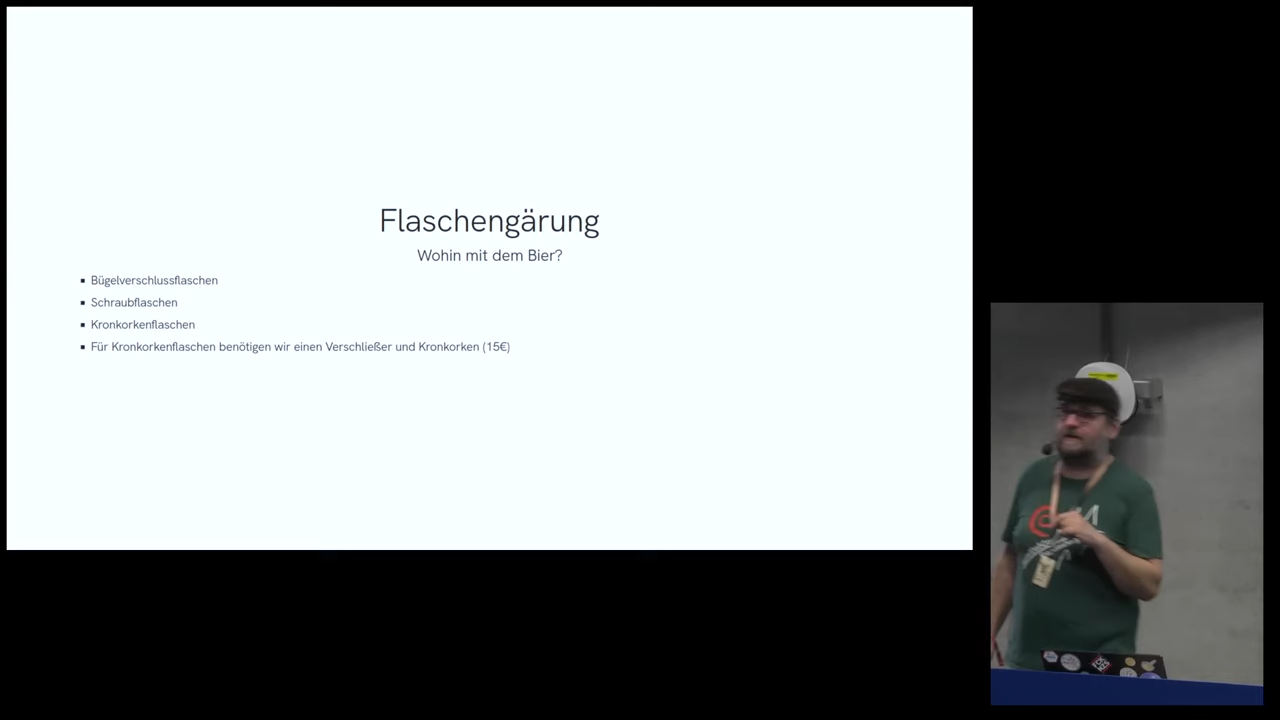 Flaschengärung
Wohin mit dem Bier?
Bügelverschlussflaschen
Schraubflaschen
Kronkorkenflaschen
Für Kronkorkenflaschen benötigen wir einen Verschließer und Kronkorken (15€)